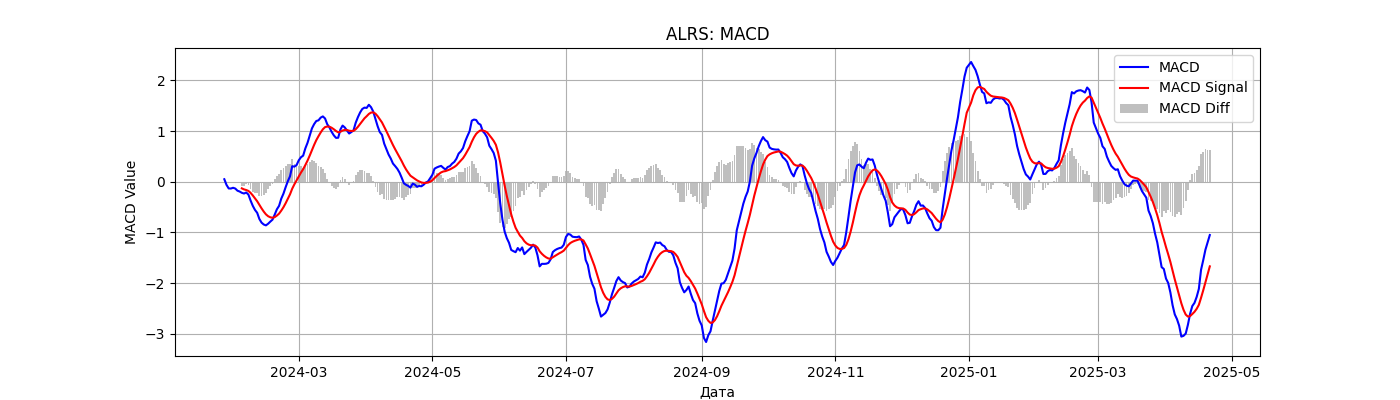 ALRS: MACD
MACD
MACD Signal
MACD Diff
MACD Value
2
1
0
−1
−2
−3
2024-03 2024-05 2024-07 2024-09 2024-11 2025-01 2025-03 2025-05
Дата